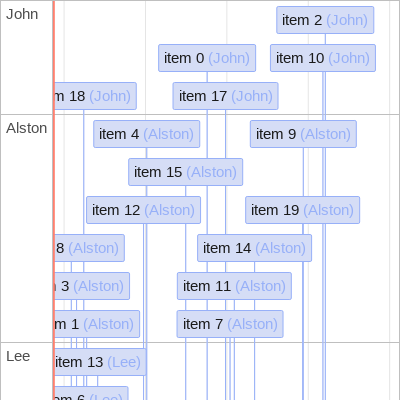 John
item 2 (John)
item 0 (John)
item 10 (John)
18 (John)
item 17 (John)
Alston
item 4 (Alston)
item 9 (Alston)
item 15 (Alston)
item 12 (Alston)
item 19 (Alston)
8 (Alston)
item 14 (Alston)
3 (Alston)
item 11 (Alston)
1 (Alston)
item 7 (Alston)
Lee
item 13 (Lee)
6 (Lee)